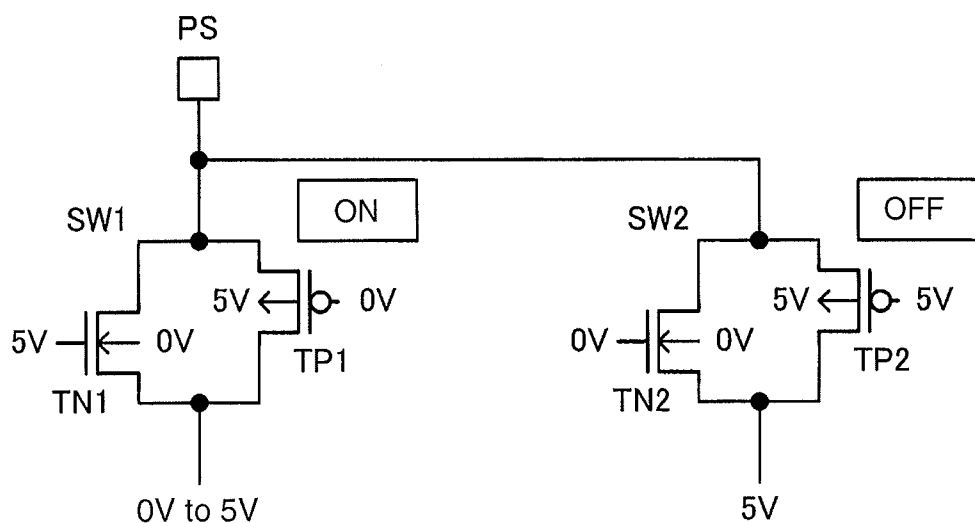 PS
SW1
ON
SW2
OFF
5V
0V
5V
0V
TN1
TP1
0V
0V
5V
5V
TN2
TP2
0V to 5V
5V